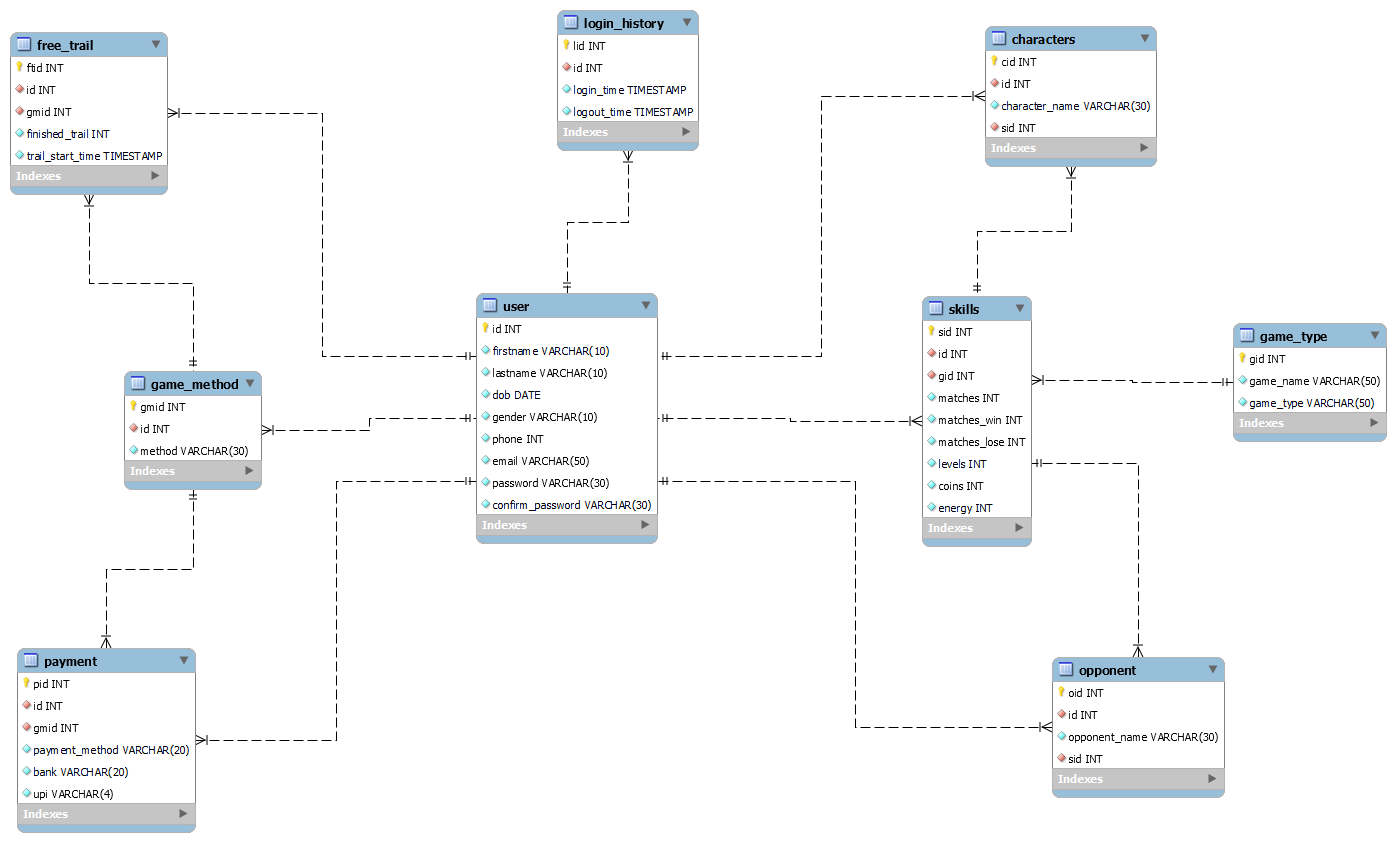 free_trail
ftid INT
id INT
gmid INT
finished_trail INT
trail_start_time TIMESTAMP
Indexes
login_history
lid INT
id INT
login_time TIMESTAMP
logout_time TIMESTAMP
Indexes
characters
cid INT
id INT
character_name VARCHAR(30)
sid INT
Indexes
user
id INT
firstname VARCHAR(10)
lastname VARCHAR(10)
dob DATE
gender VARCHAR(10)
phone INT
email VARCHAR(50)
password VARCHAR(30)
confirm_password VARCHAR(30)
Indexes
skills
sid INT
id INT
gid INT
matches INT
matches_win INT
matches_lose INT
levels INT
coins INT
energy INT
Indexes
game_type
gid INT
game_name VARCHAR(50)
game_type VARCHAR(50)
Indexes
game_method
gmid INT
id INT
method VARCHAR(30)
Indexes
payment
pid INT
id INT
gmid INT
payment_method VARCHAR(20)
bank VARCHAR(20)
upi VARCHAR(4)
Indexes
opponent
oid INT
id INT
opponent_name VARCHAR(30)
sid INT
Indexes